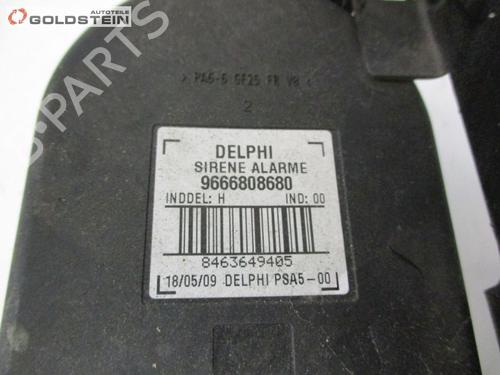 GOLDSTEIN
> PA6-6 GF25 FR V0 <
2
DELPHI
SIRENE ALARME
9666808680
INDDEL: H IND: 00
8463649405
18/05/09 DELPHI PSA5-00
B-PARTS